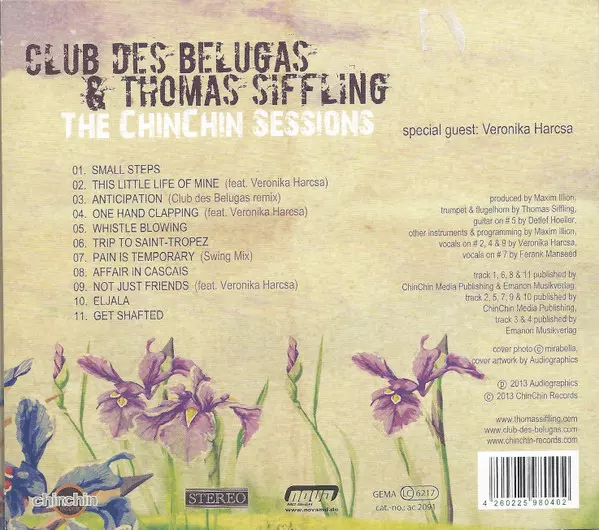 CLUB DES BELUGAS
& THOMAS SIFFLING
THE CHINCHIN SESSIONS
special guest: Veronika Harcsa
01. SMALL STEPS
02. THIS LITTLE LIFE OF MINE (feat. Veronika Harcsa)
03. ANTICIPATION (Club des Belugas remix)
04. ONE HAND CLAPPING (feat. Veronika Harcsa)
05. WHISTLE BLOWING
06. TRIP TO SAINT-TROPEZ
07. PAIN IS TEMPORARY (Swing Mix)
08. AFFAIR IN CASCAIS
09. NOT JUST FRIENDS (feat. Veronika Harcsa)
10. ELJALA
11. GET SHAFTED
produced by Maxim Illion,
trumpet & flugelhorn by Thomas Siffling,
guitar on # 5 by Detlef Hoeller,
other instruments & programming by Maxim Illion,
vocals on # 2, 4 & 9 by Veronika Harcsa,
vocals on # 7 by Ferank Manseed
track 1, 6, 8 & 11 published by
ChinChin Media Publishing & Emanon Musikverlag,
track 2, 5, 7, 9 & 10 published by
ChinChin Media Publishing,
track 3 & 4 published by
Emanon Musikverlag
cover photo © mirabella,
cover artwork by Audiographics
℗ 2013 Audiographics
© 2013 ChinChin Records
www.thomassiffling.com
www.club-des-belugas.com
www.chinchin-records.com
chinchin
STEREO
nova
www.novamd.de
GEMA LC 6217
cat.-no.: ac 2091
4 260225 980402